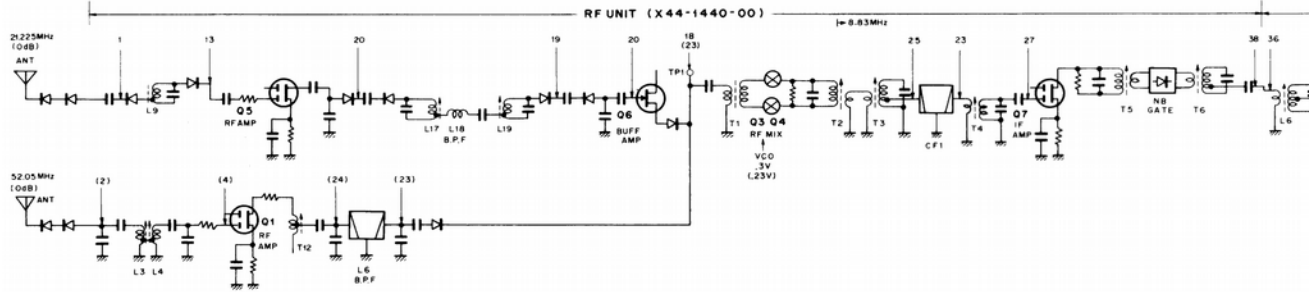 RF UNIT (X44-1440-00)
8.83MHz
21.225MHz
(0dB)
ANT
1
13
20
19
20
18
(23)
25
23
27
38
36
TP1
L9
Q5
RF AMP
L17
L18
B.P.F
L19
Q6
BUFF
AMP
T1
Q3 Q4
RF MIX
VCO
.3V
(.23V)
T2
T3
CF1
T4
Q7
IF
AMP
T5
NB
GATE
T6
L6
52.05MHz
(0dB)
ANT
(2)
(4)
(24)
(23)
L3
L4
Q1
RF
AMP
T12
L6
B.P.F